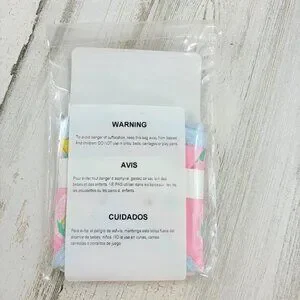 WARNING
To avoid danger of suffocation, keep this bag away from babies
and children. DO NOT use in cribs, beds, carriages or play pens.
AVIS
Pour éviter tout danger d'asphyxie, gardez ce sac loin des
bébés et des enfants. NE PAS utiliser dans les berceaux, les lits,
les poussettes ou les parcs d'enfants.
CUIDADOS
Para evitar el peligro de asfixia, mantenga esta bolsa fuera de
alcance de bebés, niños. NO la use en cunas, camas,
carreolas o corralitos de juego.